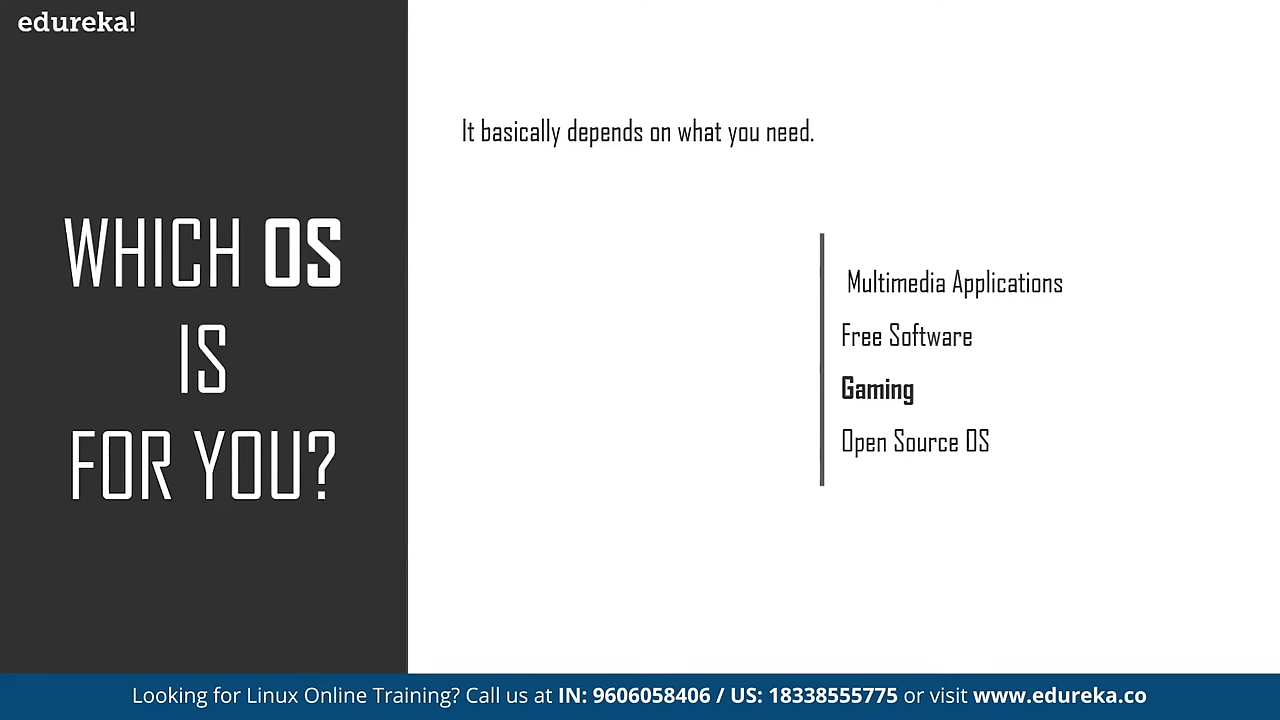 edureka!
WHICH OS
IS
FOR YOU?
It basically depends on what you need.
Multimedia Applications
Free Software
Gaming
Open Source OS
Looking for Linux Online Training? Call us at IN: 9606058406 / US: 18338555775 or visit www.edureka.co